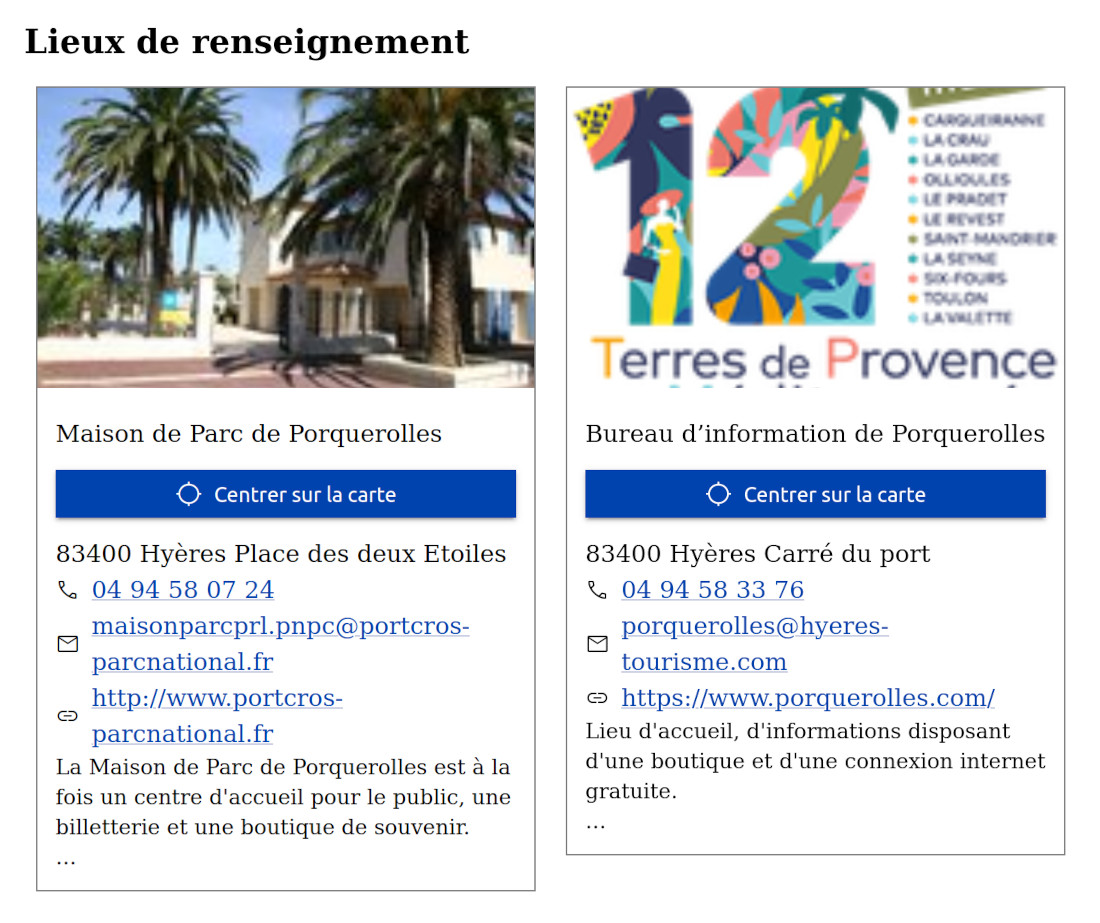 Lieux de renseignement
Maison de Parc de Porquerolles
Centrer sur la carte
83400 Hyères Place des deux Etoiles
04 94 58 07 24
maisonparcprl.pnpc@portcros-
parcnational.fr
http://www.portcros-
parcnational.fr
La Maison de Parc de Porquerolles est à la
fois un centre d'accueil pour le public, une
billetterie et une boutique de souvenir.
...
12
CARQUEIRANNE
LA CRAU
LA GARDE
OLLIOULES
LE PRADET
LE REVEST
SAINT-MANDRIER
LA SEYNE
SIX-FOURS
TOULON
LA VALETTE
Terres de Provence
Bureau d’information de Porquerolles
Centrer sur la carte
83400 Hyères Carré du port
04 94 58 33 76
porquerolles@hyeres-
tourisme.com
https://www.porquerolles.com/
Lieu d'accueil, d'informations disposant
d'une boutique et d'une connexion internet
gratuite.
...